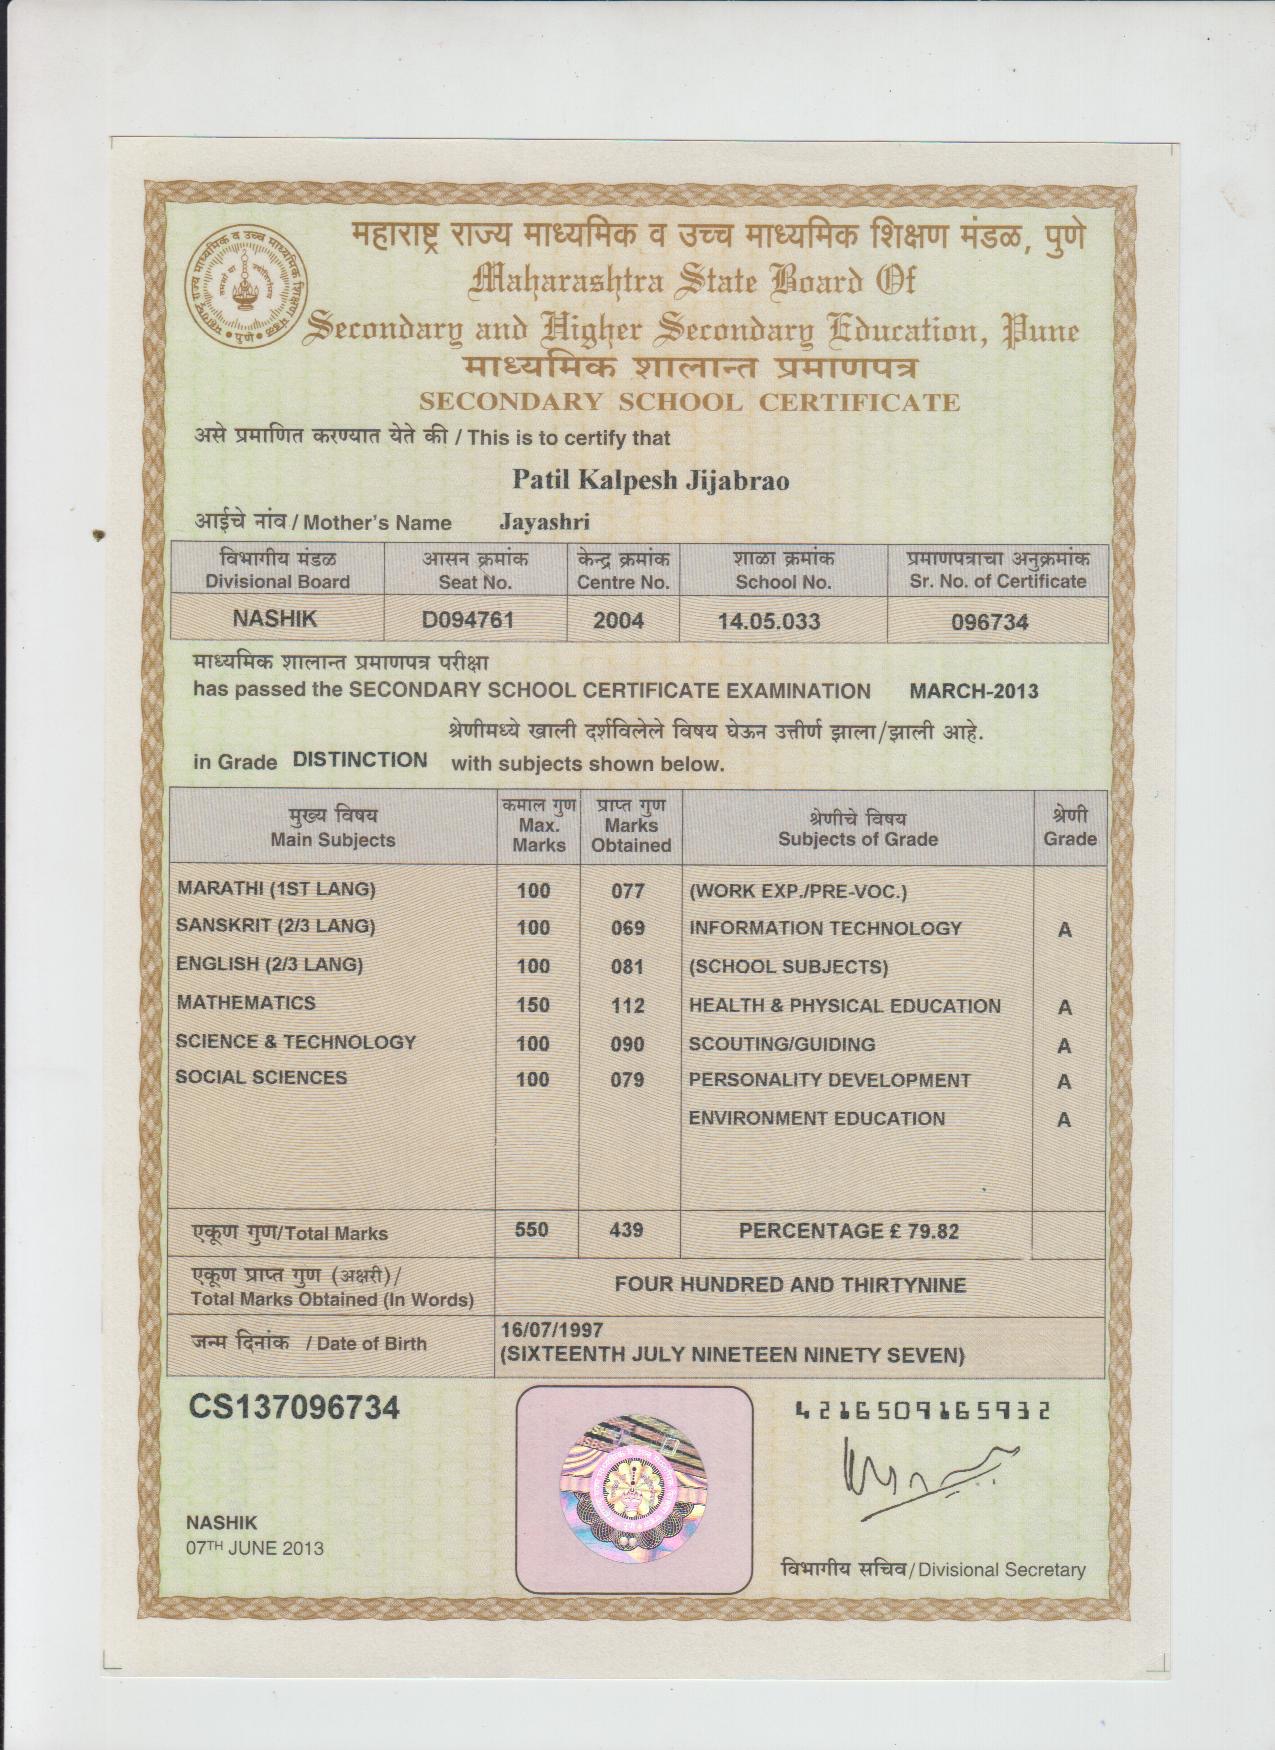 महाराष्ट्र राज्य माध्यमिक व उच्च माध्यमिक शिक्षण मंडळ, पुणे
Maharashtra State Board Of
Secondary and Higher Secondary Education, Pune
माध्यमिक शालान्त प्रमाणपत्र
SECONDARY SCHOOL CERTIFICATE
असे प्रमाणित करण्यात येते की / This is to certify that
Patil Kalpesh Jijabrao
आईचे नांव / Mother's Name Jayashri
विभागीय मंडळ आसन क्रमांक केन्द्र क्रमांक शाळा क्रमांक प्रमाणपत्राचा अनुक्रमांक
Divisional Board Seat No. Centre No. School No. Sr. No. of Certificate
NASHIK D094761 2004 14.05.033 096734
माध्यमिक शालान्त प्रमाणपत्र परीक्षा
has passed the SECONDARY SCHOOL CERTIFICATE EXAMINATION MARCH-2013
श्रेणीमध्ये खाली दर्शविलेले विषय घेऊन उत्तीर्ण झाला/झाली आहे.
in Grade DISTINCTION with subjects shown below.
मुख्य विषय कमाल गुण प्राप्त गुण श्रेणीचे विषय श्रेणी
Main Subjects Max. Marks Marks Obtained Subjects of Grade Grade
MARATHI (1ST LANG) 100 077 (WORK EXP./PRE-VOC.)
SANSKRIT (2/3 LANG) 100 069 INFORMATION TECHNOLOGY A
ENGLISH (2/3 LANG) 100 081 (SCHOOL SUBJECTS)
MATHEMATICS 150 112 HEALTH & PHYSICAL EDUCATION A
SCIENCE & TECHNOLOGY 100 090 SCOUTING/GUIDING A
SOCIAL SCIENCES 100 079 PERSONALITY DEVELOPMENT A
ENVIRONMENT EDUCATION A
एकूण गुण/Total Marks 550 439 PERCENTAGE £ 79.82
एकूण प्राप्त गुण (अक्षरी)/
Total Marks Obtained (In Words) FOUR HUNDRED AND THIRTYNINE
जन्म दिनांक / Date of Birth 16/07/1997
(SIXTEENTH JULY NINETEEN NINETY SEVEN)
CS137096734 4216509165932
NASHIK
07TH JUNE 2013
विभागीय सचिव/Divisional Secretary